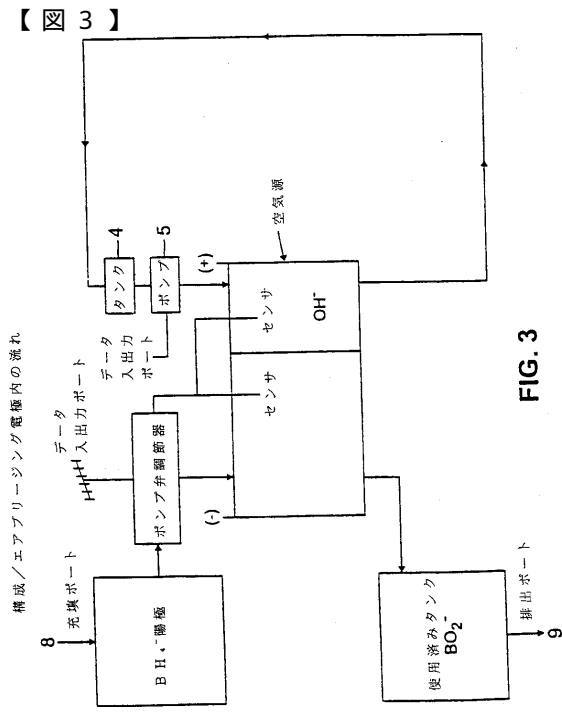 【図3】
構成／エアブリージング電極内の流れ
8
充填ポート
BH₄⁻陽極
データ
入出力ポート
ポンプ弁調節器
(-)
データ
入出力
ポート
タンク
4
ポンプ
5
(+)
空気源
センサ
センサ
OH⁻
使用済みタンク
BO₂⁻
排出ポート
9
FIG. 3